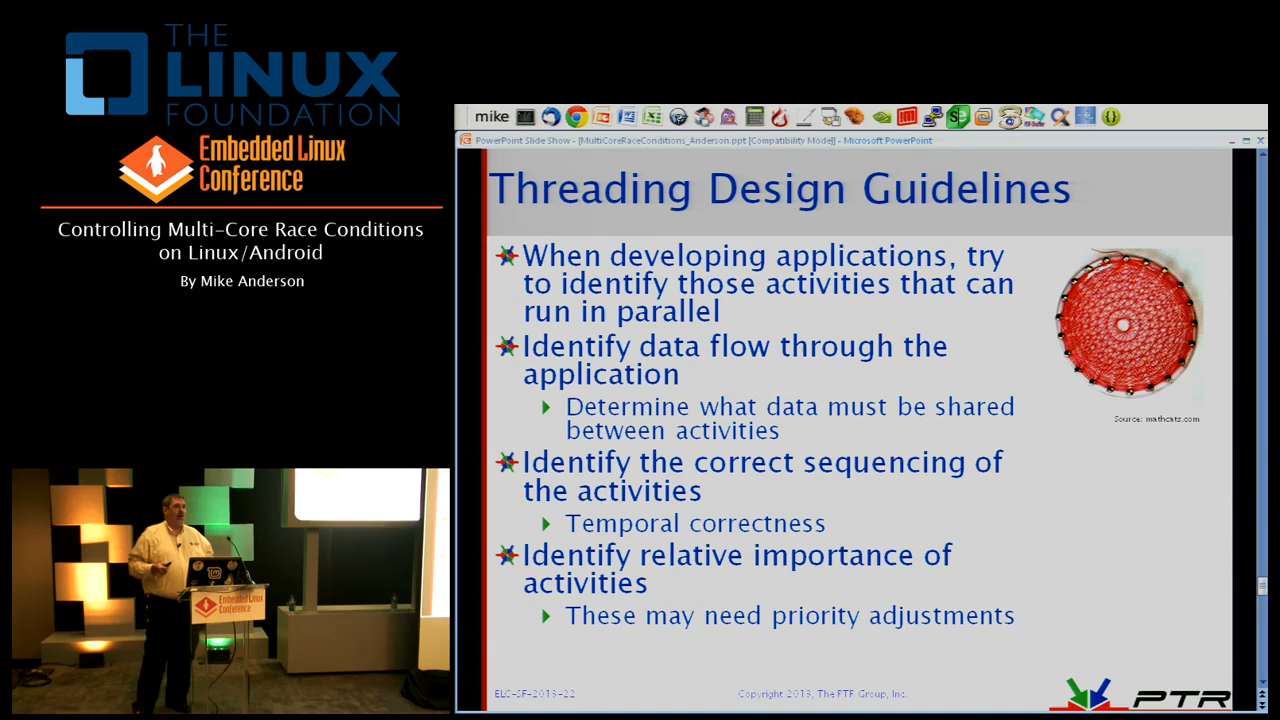 THE
LINUX
FOUNDATION
Embedded Linux
Conference
Controlling Multi-Core Race Conditions
on Linux/Android
By Mike Anderson
mike
PowerPoint Slide Show - [MultiCoreRaceConditions_Anderson.ppt [Compatibility Mode]] - Microsoft PowerPoint
Threading Design Guidelines
When developing applications, try
to identify those activities that can
run in parallel
Identify data flow through the
application
Determine what data must be shared
between activities
Identify the correct sequencing of
the activities
Temporal correctness
Identify relative importance of
activities
These may need priority adjustments
Source: mathcats.com
ELC-SF-2013-22
Copyright 2013, The PTR Group, Inc.
PTR
Embedded Linux
Conference